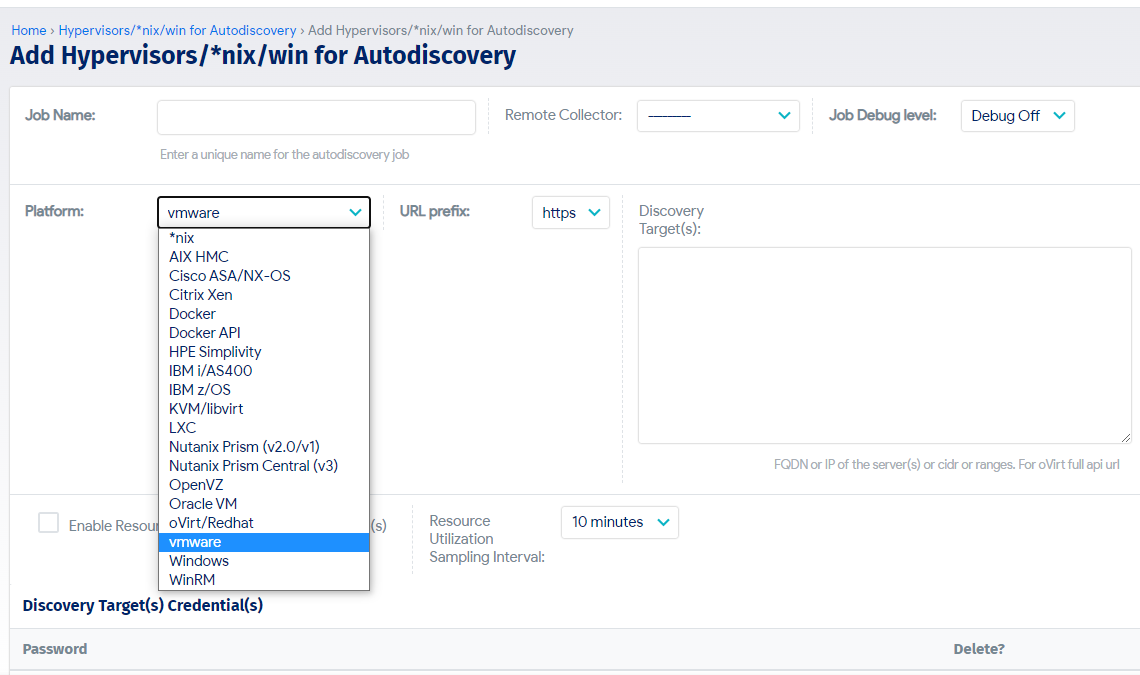 Home › Hypervisors/*nix/win for Autodiscovery › Add Hypervisors/*nix/win for Autodiscovery
Add Hypervisors/*nix/win for Autodiscovery
Job Name:
Remote Collector:
---------
Job Debug level:
Debug Off
Enter a unique name for the autodiscovery job
Platform:
vmware
URL prefix:
https
Discovery
Target(s):
*nix
AIX HMC
Cisco ASA/NX-OS
Citrix Xen
Docker
Docker API
HPE Simplivity
IBM i/AS400
IBM z/OS
KVM/libvirt
LXC
Nutanix Prism (v2.0/v1)
Nutanix Prism Central (v3)
OpenVZ
Oracle VM
oVirt/Redhat
vmware
Windows
WinRM
FQDN or IP of the server(s) or cidr or ranges. For oVirt full api url
Enable Resour
(s)
Resource
Utilization
Sampling Interval:
10 minutes
Discovery Target(s) Credential(s)
Password
Delete?